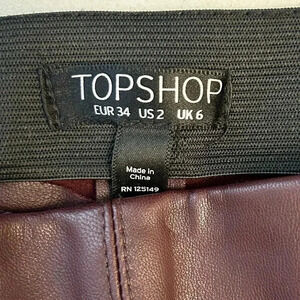 TOPSHOP
EUR 34 US 2 UK 6
Made in
China
RN 125149